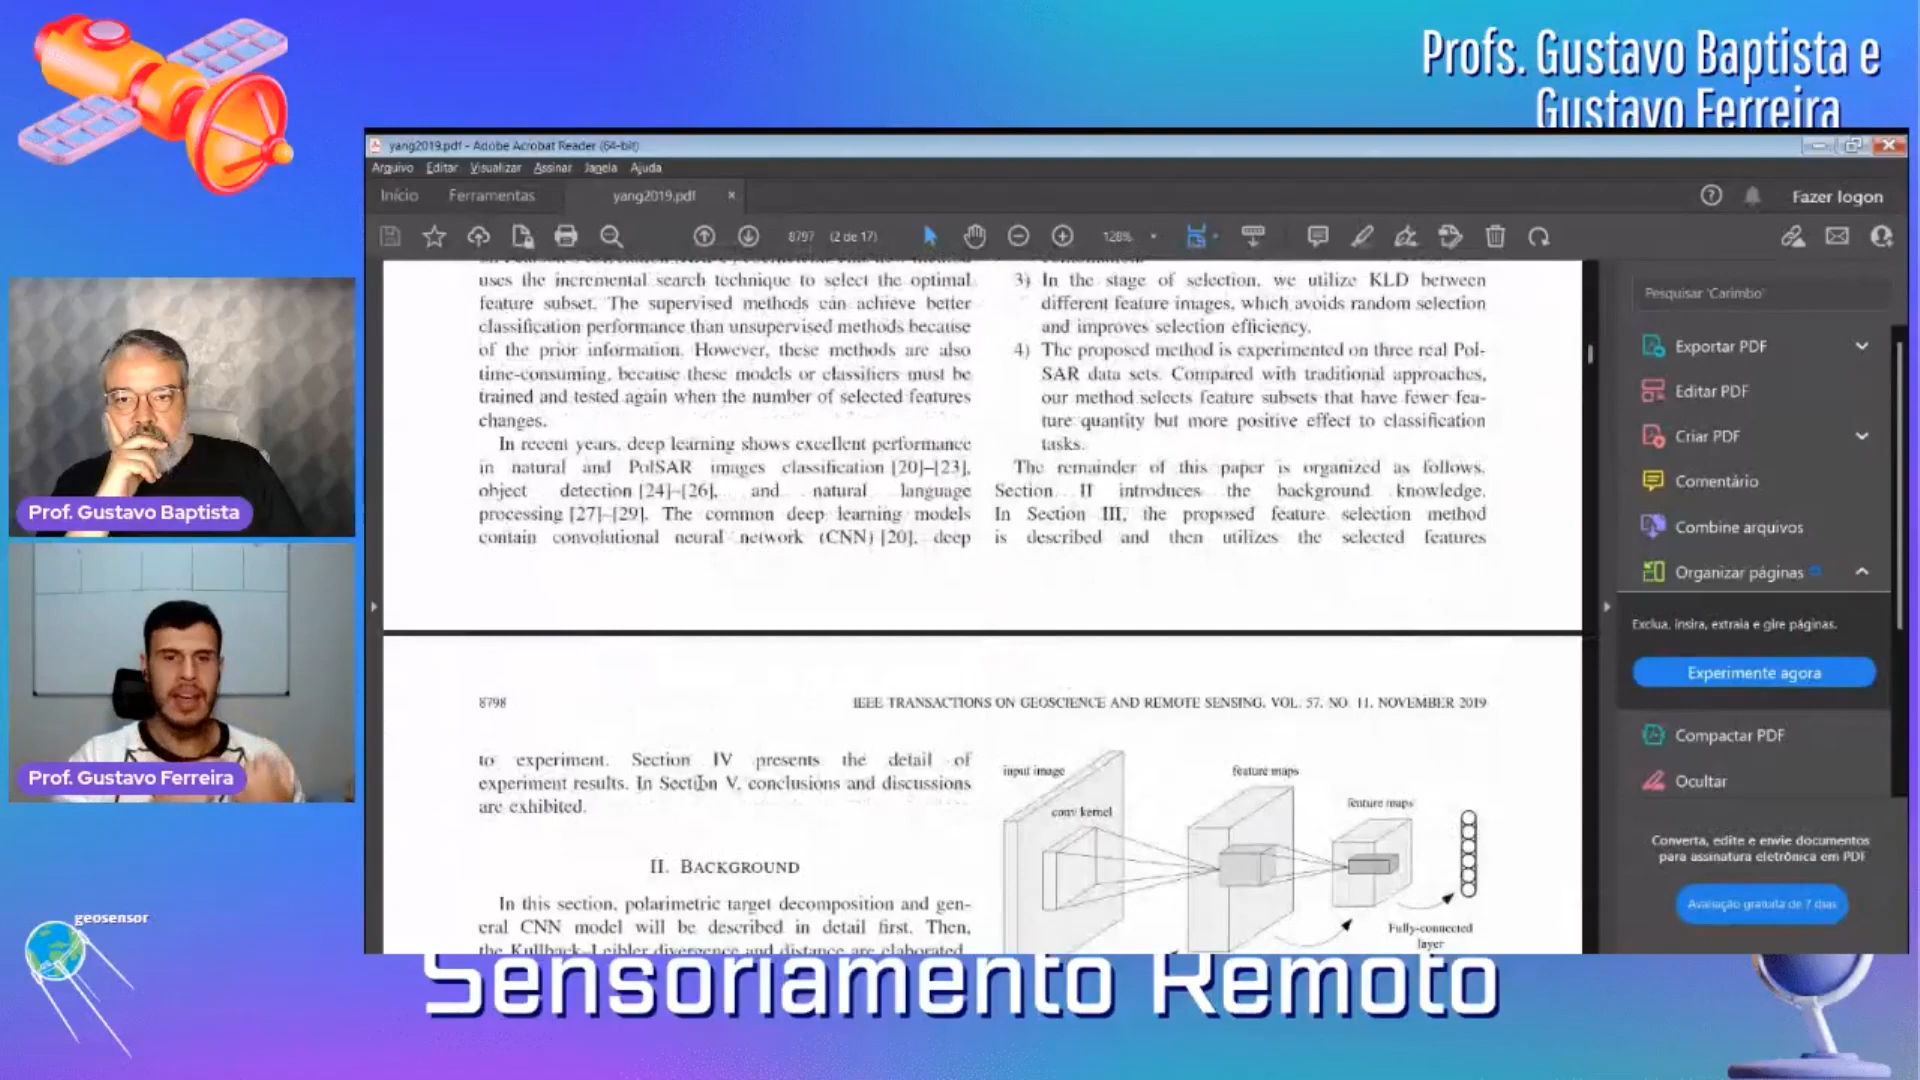 Profs. Gustavo Baptista e
Gustavo Ferreira
yang2019.pdf - Adobe Acrobat Reader (64-bit)
Arquivo Editar Visualizar Assinar Janela Ajuda
Início Ferramentas yang2019.pdf × Fazer logon
8797 (2 de 17) 128%
uses the incremental search technique to select the optimal
feature subset. The supervised methods can achieve better
classification performance than unsupervised methods because
of the prior information. However, these methods are also
time-consuming, because these models or classifiers must be
trained and tested again when the number of selected features
changes.
In recent years, deep learning shows excellent performance
in natural and PolSAR images classification [20]–[23],
object detection [24]–[26], and natural language
processing [27]–[29]. The common deep learning models
contain convolutional neural network (CNN) [20], deep
3) In the stage of selection, we utilize KLD between
different feature images, which avoids random selection
and improves selection efficiency.
4) The proposed method is experimented on three real Pol-
SAR data sets. Compared with traditional approaches,
our method selects feature subsets that have fewer fea-
ture quantity but more positive effect to classification
tasks.
The remainder of this paper is organized as follows.
Section II introduces the background knowledge.
In Section III, the proposed feature selection method
is described and then utilizes the selected features
8798 IEEE TRANSACTIONS ON GEOSCIENCE AND REMOTE SENSING, VOL. 57, NO. 11, NOVEMBER 2019
to experiment. Section IV presents the detail of
experiment results. In Section V, conclusions and discussions
are exhibited.
II. BACKGROUND
In this section, polarimetric target decomposition and gen-
eral CNN model will be described in detail first. Then,
the Kullback–Leibler divergence and distance are elaborated.
input image
conv kernel
feature maps
feature maps
Fully-connected
layer
Pesquisar 'Carimbo'
Exportar PDF
Editar PDF
Criar PDF
Comentário
Combine arquivos
Organizar páginas
Exclua, insira, extraia e gire páginas.
Experimente agora
Compactar PDF
Ocultar
Converta, edite e envie documentos
para assinatura eletrônica em PDF
Avaliação gratuita de 7 dias
Prof. Gustavo Baptista
Prof. Gustavo Ferreira
geosensor
Sensoriamento Remoto